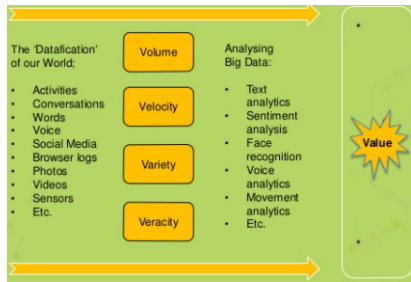 The 'Datafication'
of our World;
• Activities
• Conversations
• Words
• Voice
• Social Media
• Browser logs
• Photos
• Videos
• Sensors
• Etc.
Volume
Velocity
Variety
Veracity
Analysing
Big Data:
• Text
analytics
• Sentiment
analysis
• Face
recognition
• Voice
analytics
• Movement
analytics
• Etc.
Value